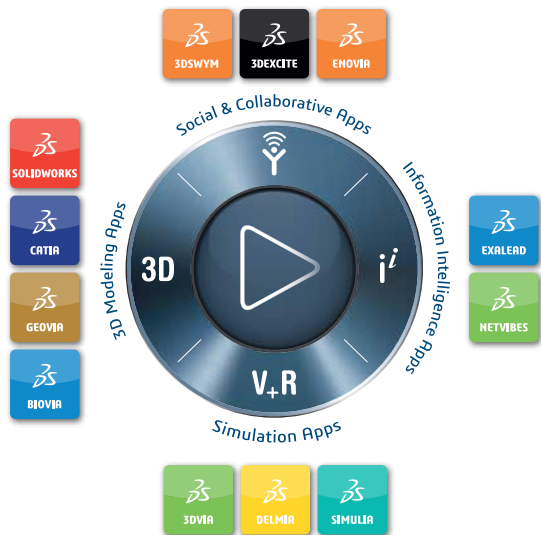 3DSWYM
3DEXCITE
ENOVIA
Social & Collaborative Apps
SOLIDWORKS
CATIA
GEOVIA
BIOVIA
3D Modeling Apps
3D
i i
Information Intelligence Apps
EXALEAD
NETVIBES
V+R
Simulation Apps
3DVIA
DELMIA
SIMULIA